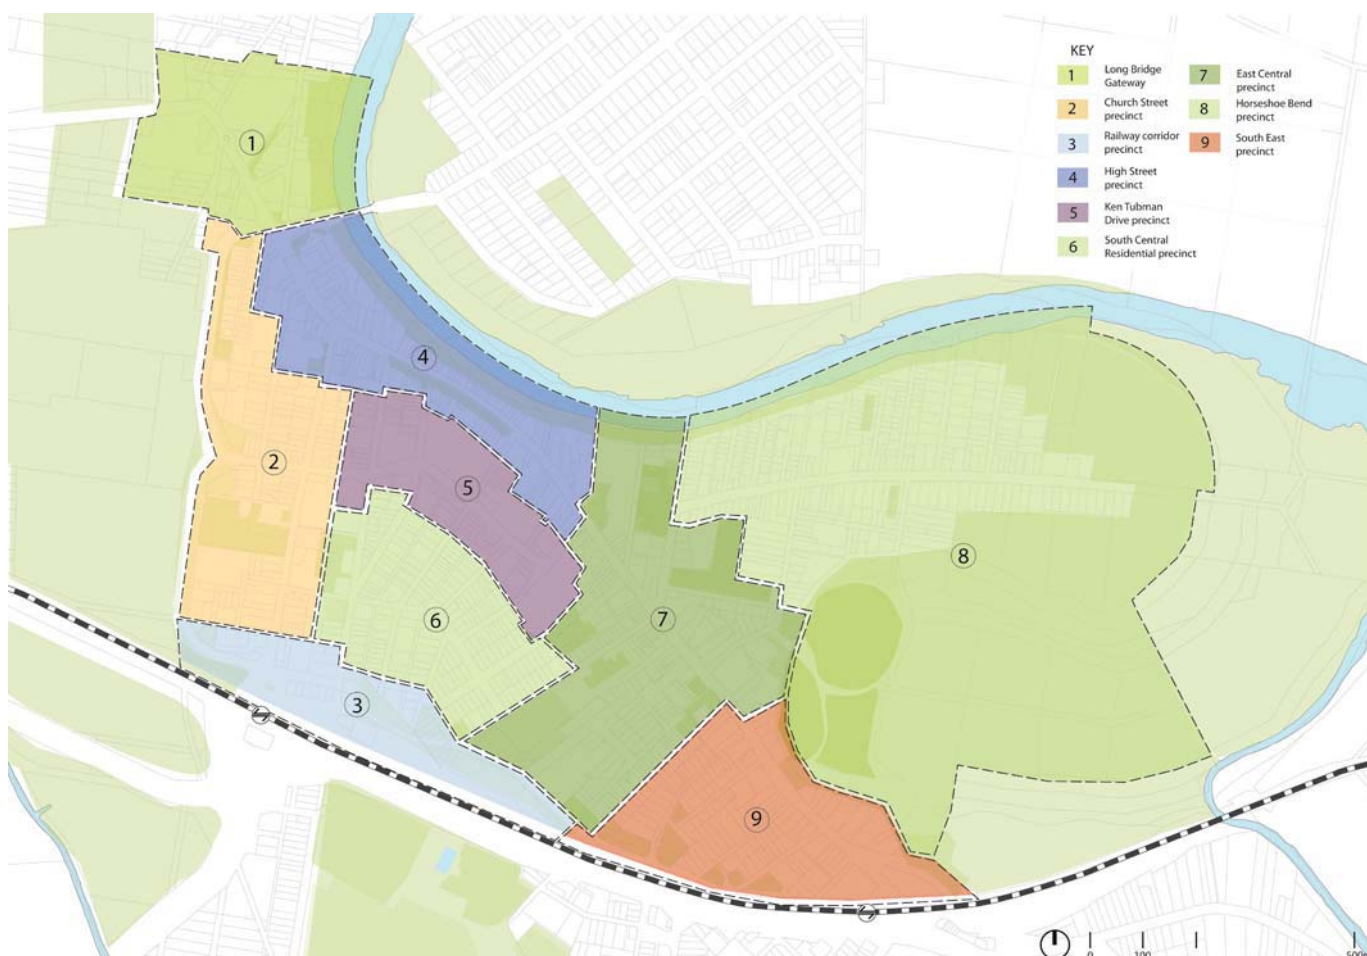 KEY
1 Long Bridge
Gateway
2 Church Street
precinct
3 Railway corridor
precinct
4 High Street
precinct
5 Ken Tubman
Drive precinct
6 South Central
Residential precinct
7 East Central
precinct
8 Horseshoe Bend
precinct
9 South East
precinct
1
2
3
4
5
6
7
8
9
0
100